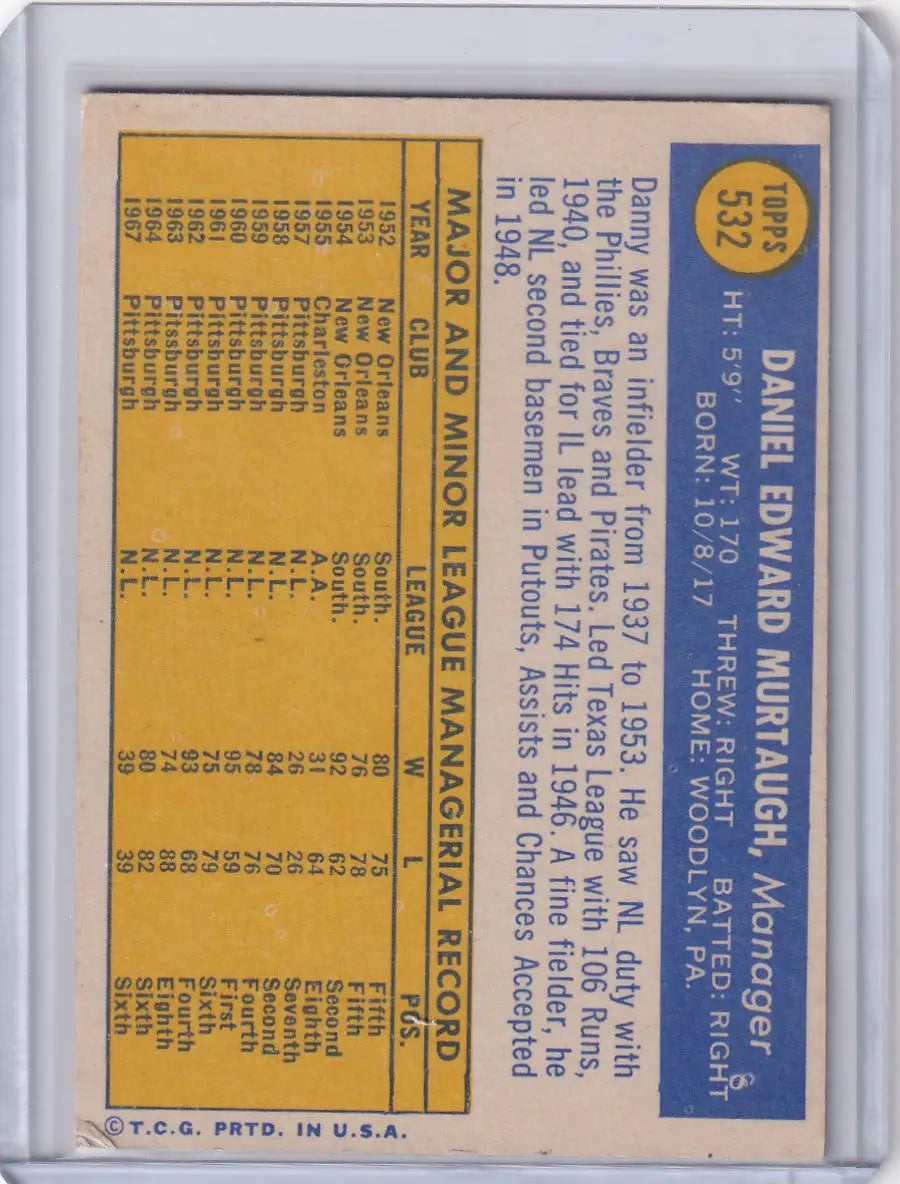 TOPPS
532
DANIEL EDWARD MURTAUGH, Manager
HT: 5'9" WT: 170 THREW: RIGHT BATTED: RIGHT
BORN: 10/8/17 HOME: WOODLYN, PA.
Danny was an infielder from 1937 to 1953. He saw NL duty with
the Phillies, Braves and Pirates. Led Texas League with 106 Runs,
1940, and tied for IL lead with 174 Hits in 1946. A fine fielder, he
led NL second basemen in Putouts, Assists and Chances Accepted
in 1948.
MAJOR AND MINOR LEAGUE MANAGERIAL RECORD
YEAR CLUB LEAGUE W L POS.
1952 New Orleans South. 80 75 Fifth
1953 New Orleans South. 76 78 Fifth
1954 New Orleans South. 92 62 Second
1955 Charleston A.A. 31 64 Eighth
1957 Pittsburgh N.L. 26 26 Seventh
1958 Pittsburgh N.L. 84 70 Second
1959 Pittsburgh N.L. 78 76 Fourth
1960 Pittsburgh N.L. 95 59 First
1961 Pittsburgh N.L. 75 79 Sixth
1962 Pittsburgh N.L. 93 68 Fourth
1963 Pittsburgh N.L. 74 88 Eighth
1964 Pittsburgh N.L. 80 82 Sixth
1967 Pittsburgh N.L. 39 39 Sixth
© T.C.G. PRTD. IN U.S.A.